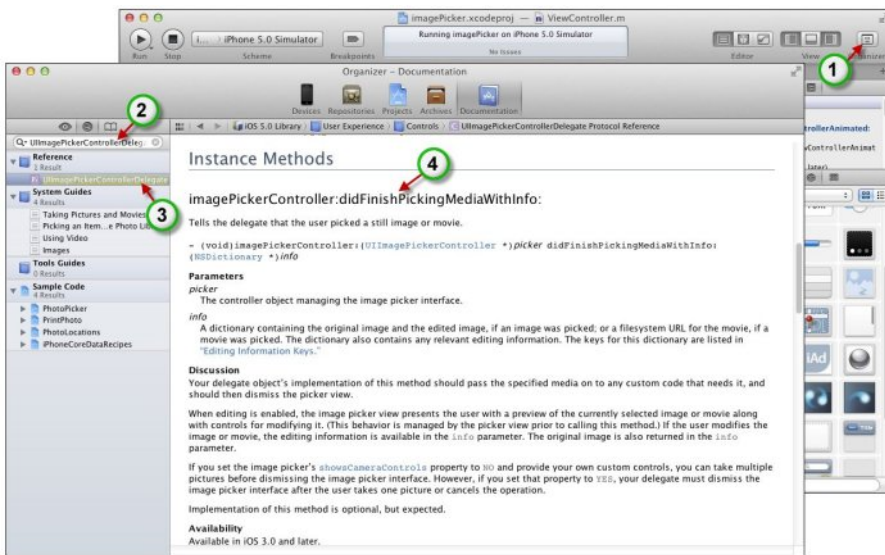 imagePicker.xcodeproj — ViewController.m
i... iPhone 5.0 Simulator
Running imagePicker on iPhone 5.0 Simulator
No Issues
Run Stop Scheme Breakpoints Editor View
1
Organizer – Documentation
Devices Repositories Projects Archives Documentation
2
iOS 5.0 Library User Experience Controls UIImagePickerControllerDelegate Protocol Reference
UIImagePickerControllerDeleg
Reference
1 Result
UIImagePickerControllerDelegate
3
System Guides
4 Results
Taking Pictures and Movies
Picking an Item...e Photo Lib
Using Video
Images
Tools Guides
0 Results
Sample Code
4 Results
PhotoPicker
PrintPhoto
PhotoLocations
iPhoneCoreDataRecipes
Instance Methods
4
imagePickerController:didFinishPickingMediaWithInfo:
Tells the delegate that the user picked a still image or movie.
- (void)imagePickerController:(UIImagePickerController *)picker didFinishPickingMediaWithInfo:
(NSDictionary *)info
Parameters
picker
The controller object managing the image picker interface.
info
A dictionary containing the original image and the edited image, if an image was picked; or a filesystem URL for the movie, if a
movie was picked. The dictionary also contains any relevant editing information. The keys for this dictionary are listed in
"Editing Information Keys."
Discussion
Your delegate object's implementation of this method should pass the specified media on to any custom code that needs it, and
should then dismiss the picker view.
When editing is enabled, the image picker view presents the user with a preview of the currently selected image or movie along
with controls for modifying it. (This behavior is managed by the picker view prior to calling this method.) If the user modifies the
image or movie, the editing information is available in the info parameter. The original image is also returned in the info
parameter.
If you set the image picker's showsCameraControls property to NO and provide your own custom controls, you can take multiple
pictures before dismissing the image picker interface. However, if you set that property to YES, your delegate must dismiss the
image picker interface after the user takes one picture or cancels the operation.
Implementation of this method is optional, but expected.
Availability
Available in iOS 3.0 and later.
trollerAnimated:
wControllerAnimat
later)
iAd
Title